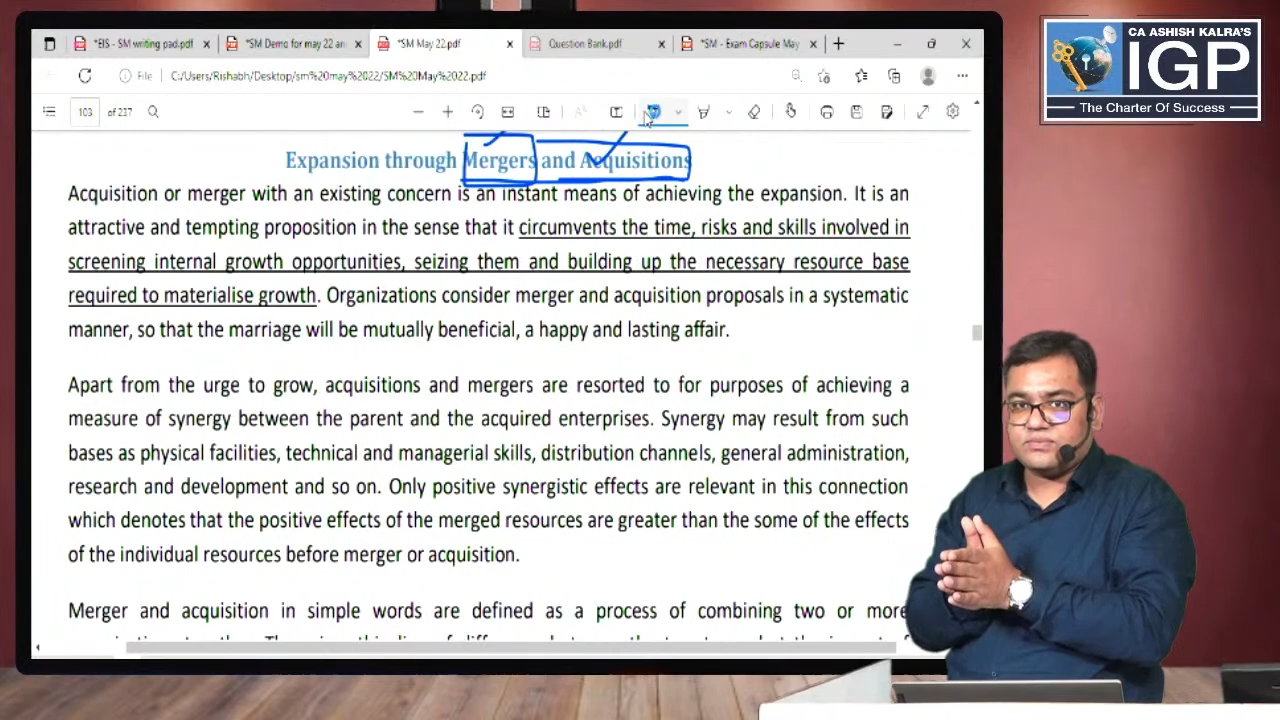 *EIS - SM writing pad.pdf
*SM Demo for may 22 an
*SM May 22.pdf
Question Bank.pdf
*SM - Exam Capsule May
File
C:/Users/Rishabh/Desktop/sm%20may%202022/SM%20May%2022.pdf
103 of 237
CA ASHISH KALRA'S
IGP
The Charter Of Success
Expansion through Mergers and Acquisitions
Acquisition or merger with an existing concern is an instant means of achieving the expansion. It is an
attractive and tempting proposition in the sense that it circumvents the time, risks and skills involved in
screening internal growth opportunities, seizing them and building up the necessary resource base
required to materialise growth. Organizations consider merger and acquisition proposals in a systematic
manner, so that the marriage will be mutually beneficial, a happy and lasting affair.
Apart from the urge to grow, acquisitions and mergers are resorted to for purposes of achieving a
measure of synergy between the parent and the acquired enterprises. Synergy may result from such
bases as physical facilities, technical and managerial skills, distribution channels, general administration,
research and development and so on. Only positive synergistic effects are relevant in this connection
which denotes that the positive effects of the merged resources are greater than the some of the effects
of the individual resources before merger or acquisition.
Merger and acquisition in simple words are defined as a process of combining two or more